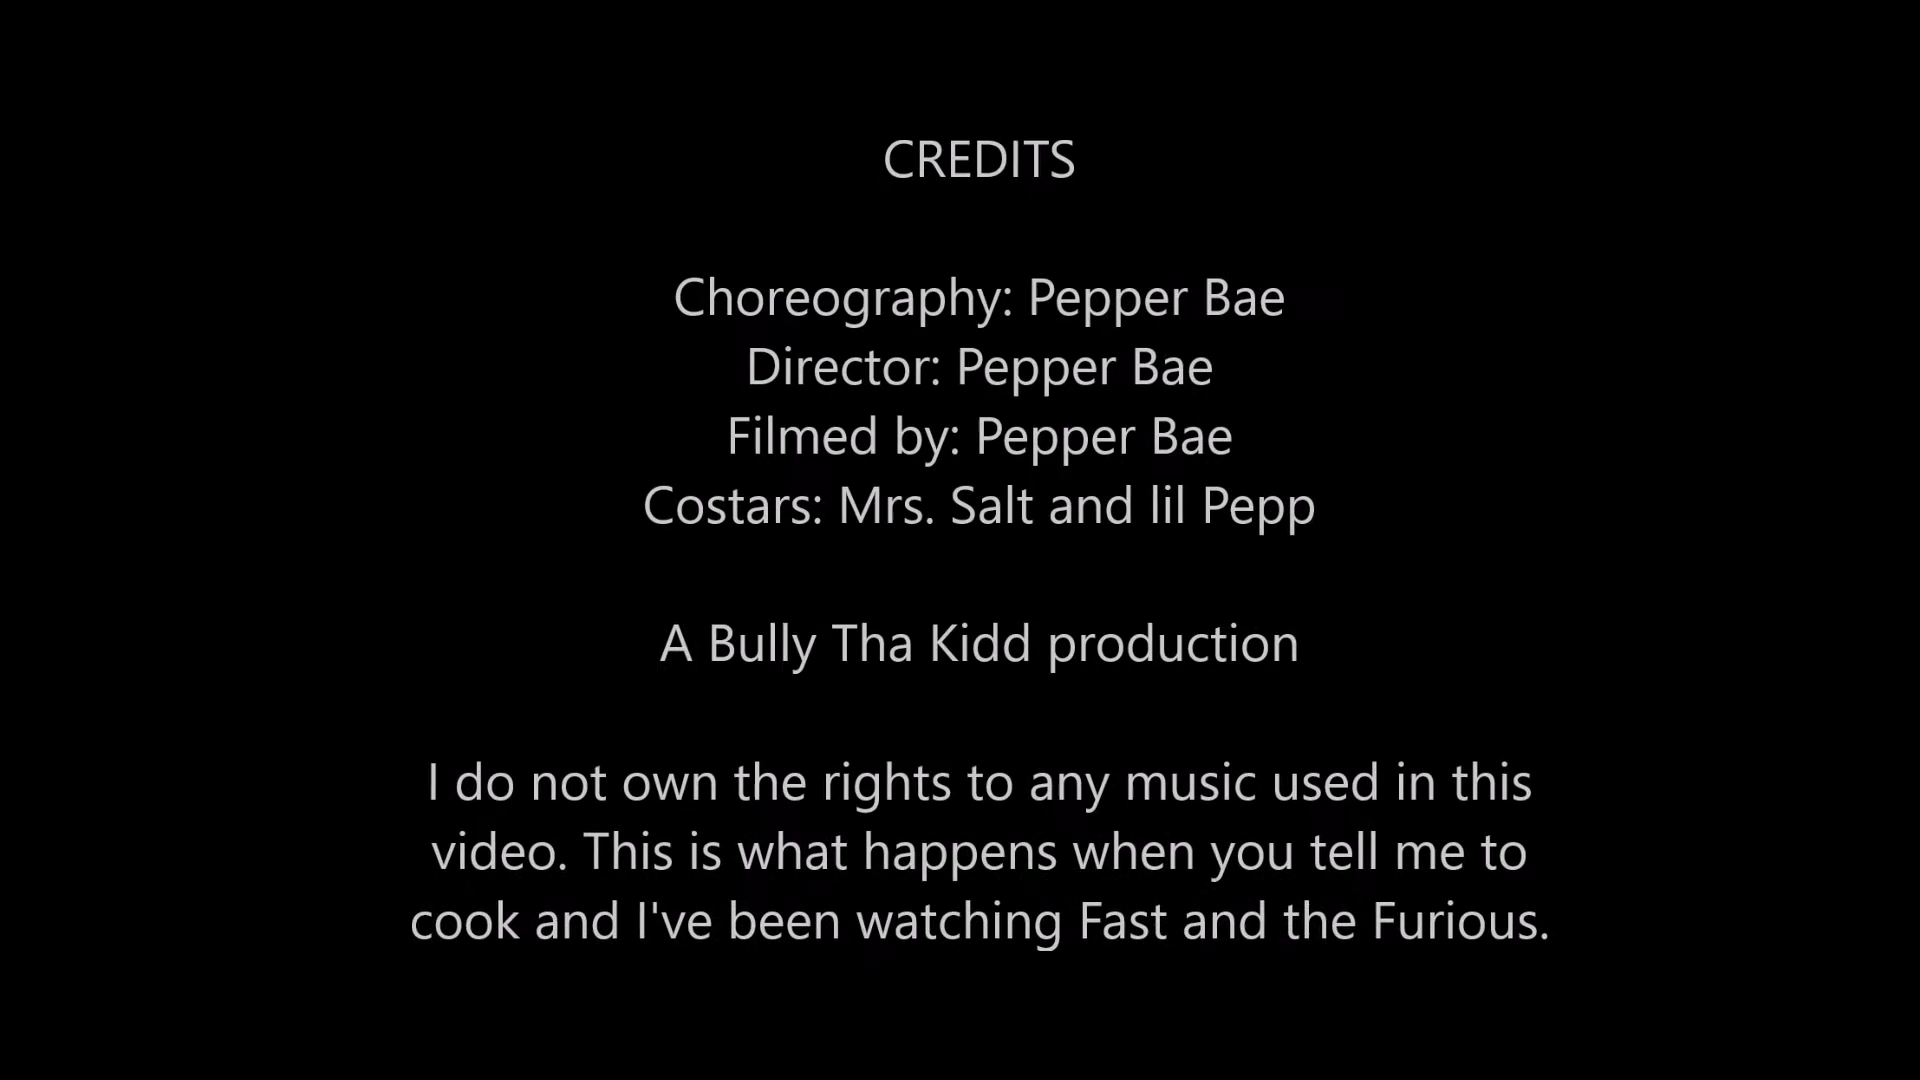 CREDITS
Choreography: Pepper Bae
Director: Pepper Bae
Filmed by: Pepper Bae
Costars: Mrs. Salt and lil Pepp
A Bully Tha Kidd production
I do not own the rights to any music used in this
video. This is what happens when you tell me to
cook and I've been watching Fast and the Furious.